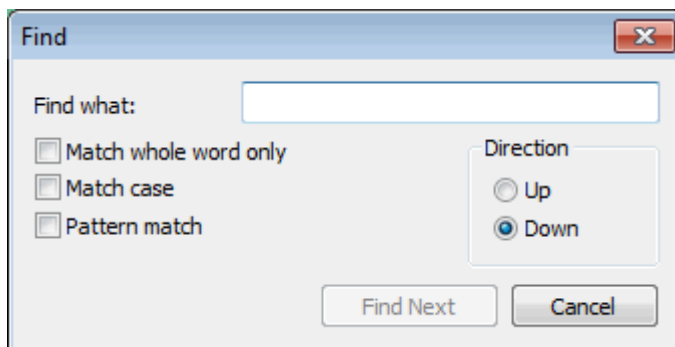 Find
Find what:
Match whole word only
Match case
Pattern match
Direction
Up
Down
Find Next
Cancel